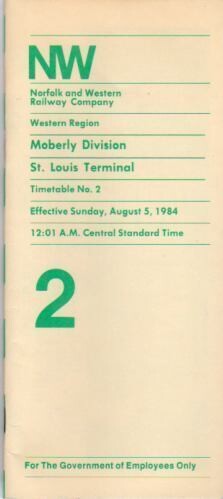 NW
Norfolk and Western
Railway Company
Western Region
Moberly Division
St. Louis Terminal
Timetable No. 2
Effective Sunday, August 5, 1984
12:01 A.M. Central Standard Time
2
For The Government of Employees Only